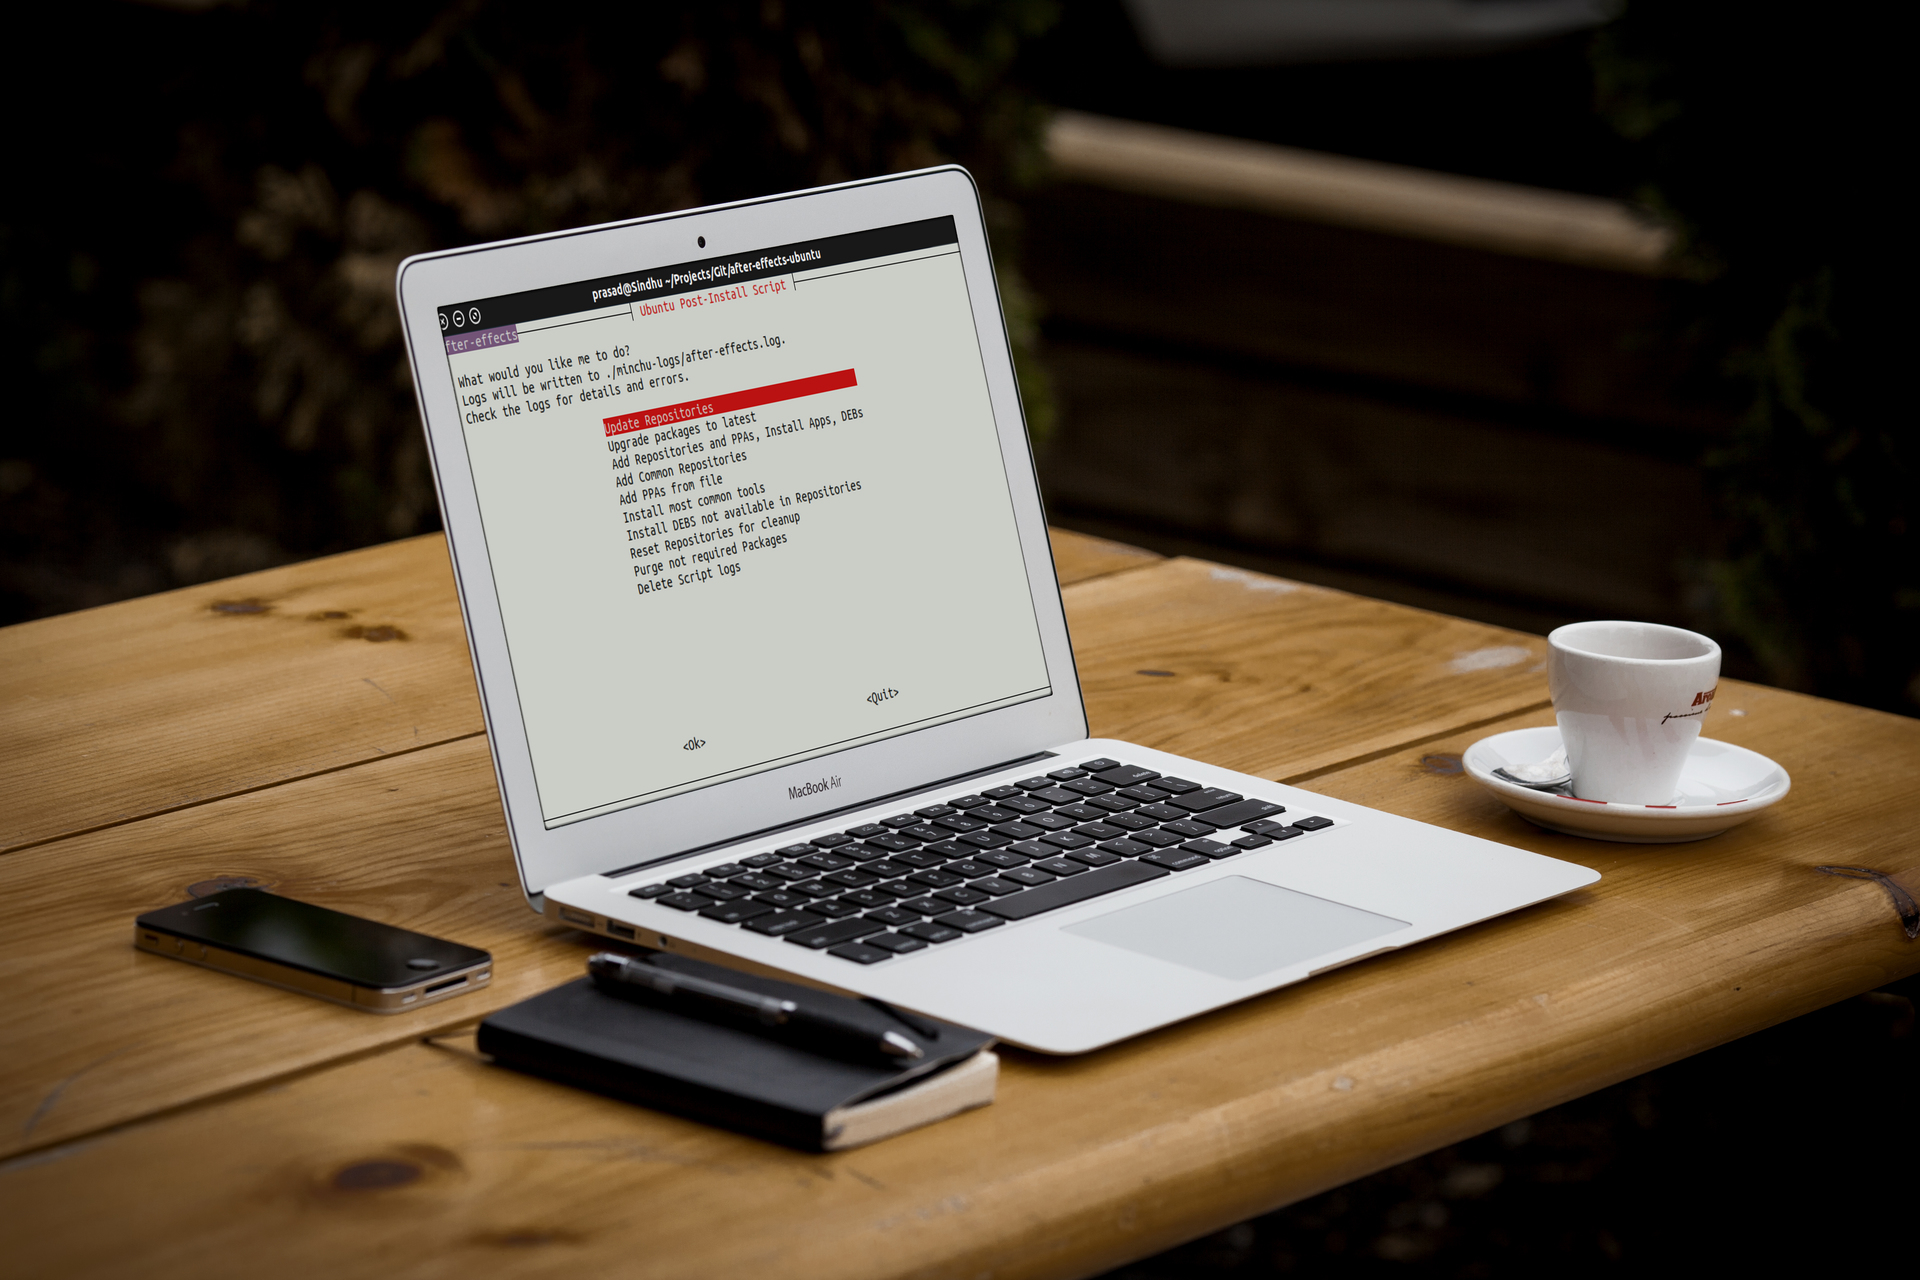 prasad@Sindhu ~/Projects/Git/after-effects-ubuntu
fter-effects
Ubuntu Post-Install Script
What would you like me to do?
Logs will be written to ./minchu-logs/after-effects.log.
Check the logs for details and errors.
Update Repositories
Upgrade packages to latest
Add Repositories and PPAs, Install Apps, DEBs
Add Common Repositories
Add PPAs from file
Install most common tools
Install DEBS not available in Repositories
Reset Repositories for cleanup
Purge not required Packages
Delete Script logs
<Ok>
<Quit>
MacBook Air